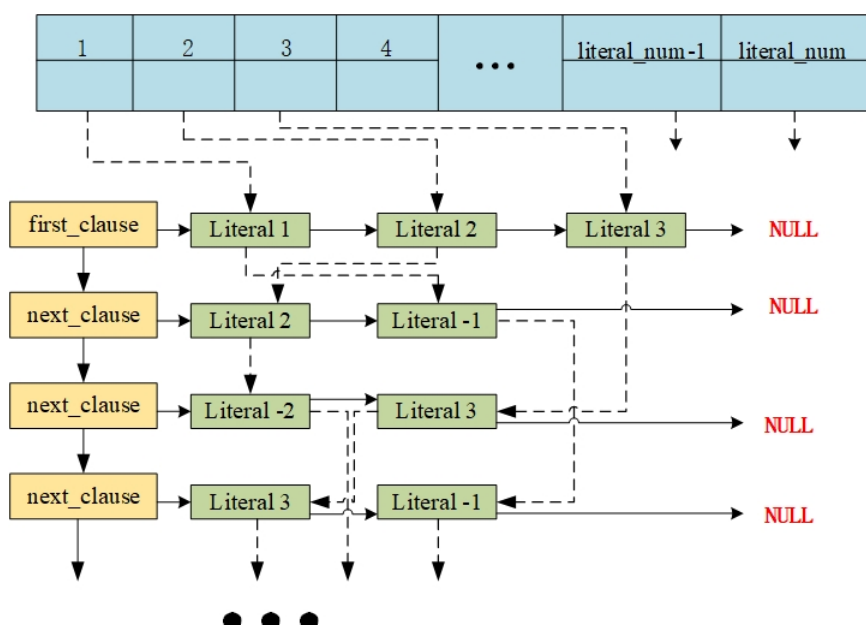 1 2 3 4 ... literal_num-1 literal_num
first_clause Literal 1 Literal 2 Literal 3 NULL
next_clause Literal 2 Literal -1 NULL
next_clause Literal -2 Literal 3 NULL
next_clause Literal 3 Literal -1 NULL